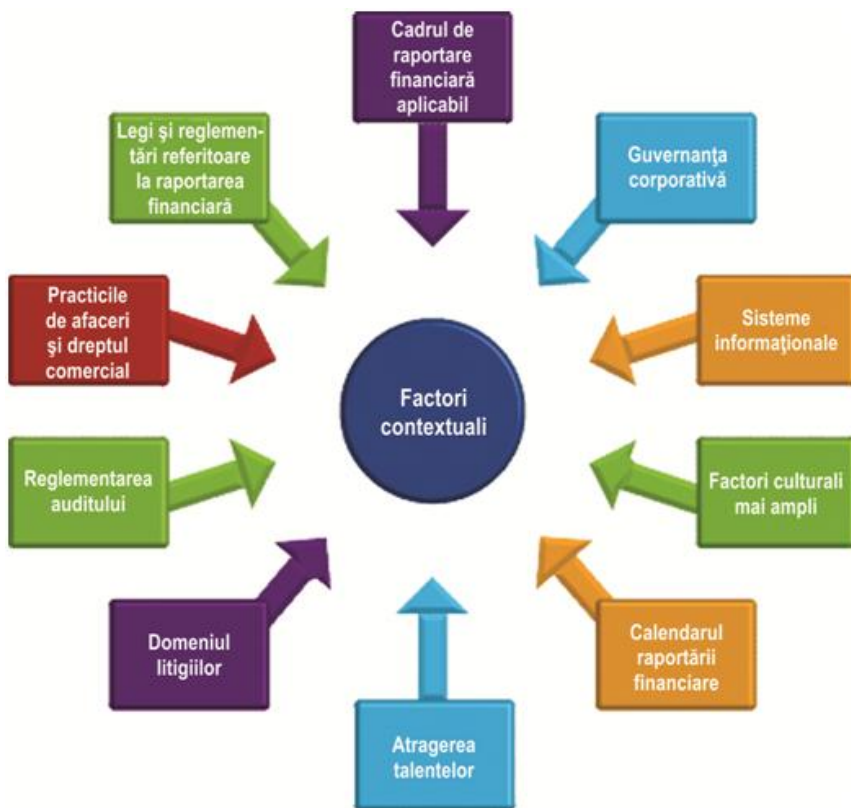 Cadrul de
raportare
financiară
aplicabil
Legi şi reglemen-
tări referitoare
la raportarea
financiară
Guvernanţa
corporativă
Practicile
de afaceri
şi dreptul
comercial
Sisteme
informaţionale
Factori
contextuali
Reglementarea
auditului
Factori culturali
mai ampli
Domeniul
litigiilor
Calendarul
raportării
financiare
Atragerea
talentelor